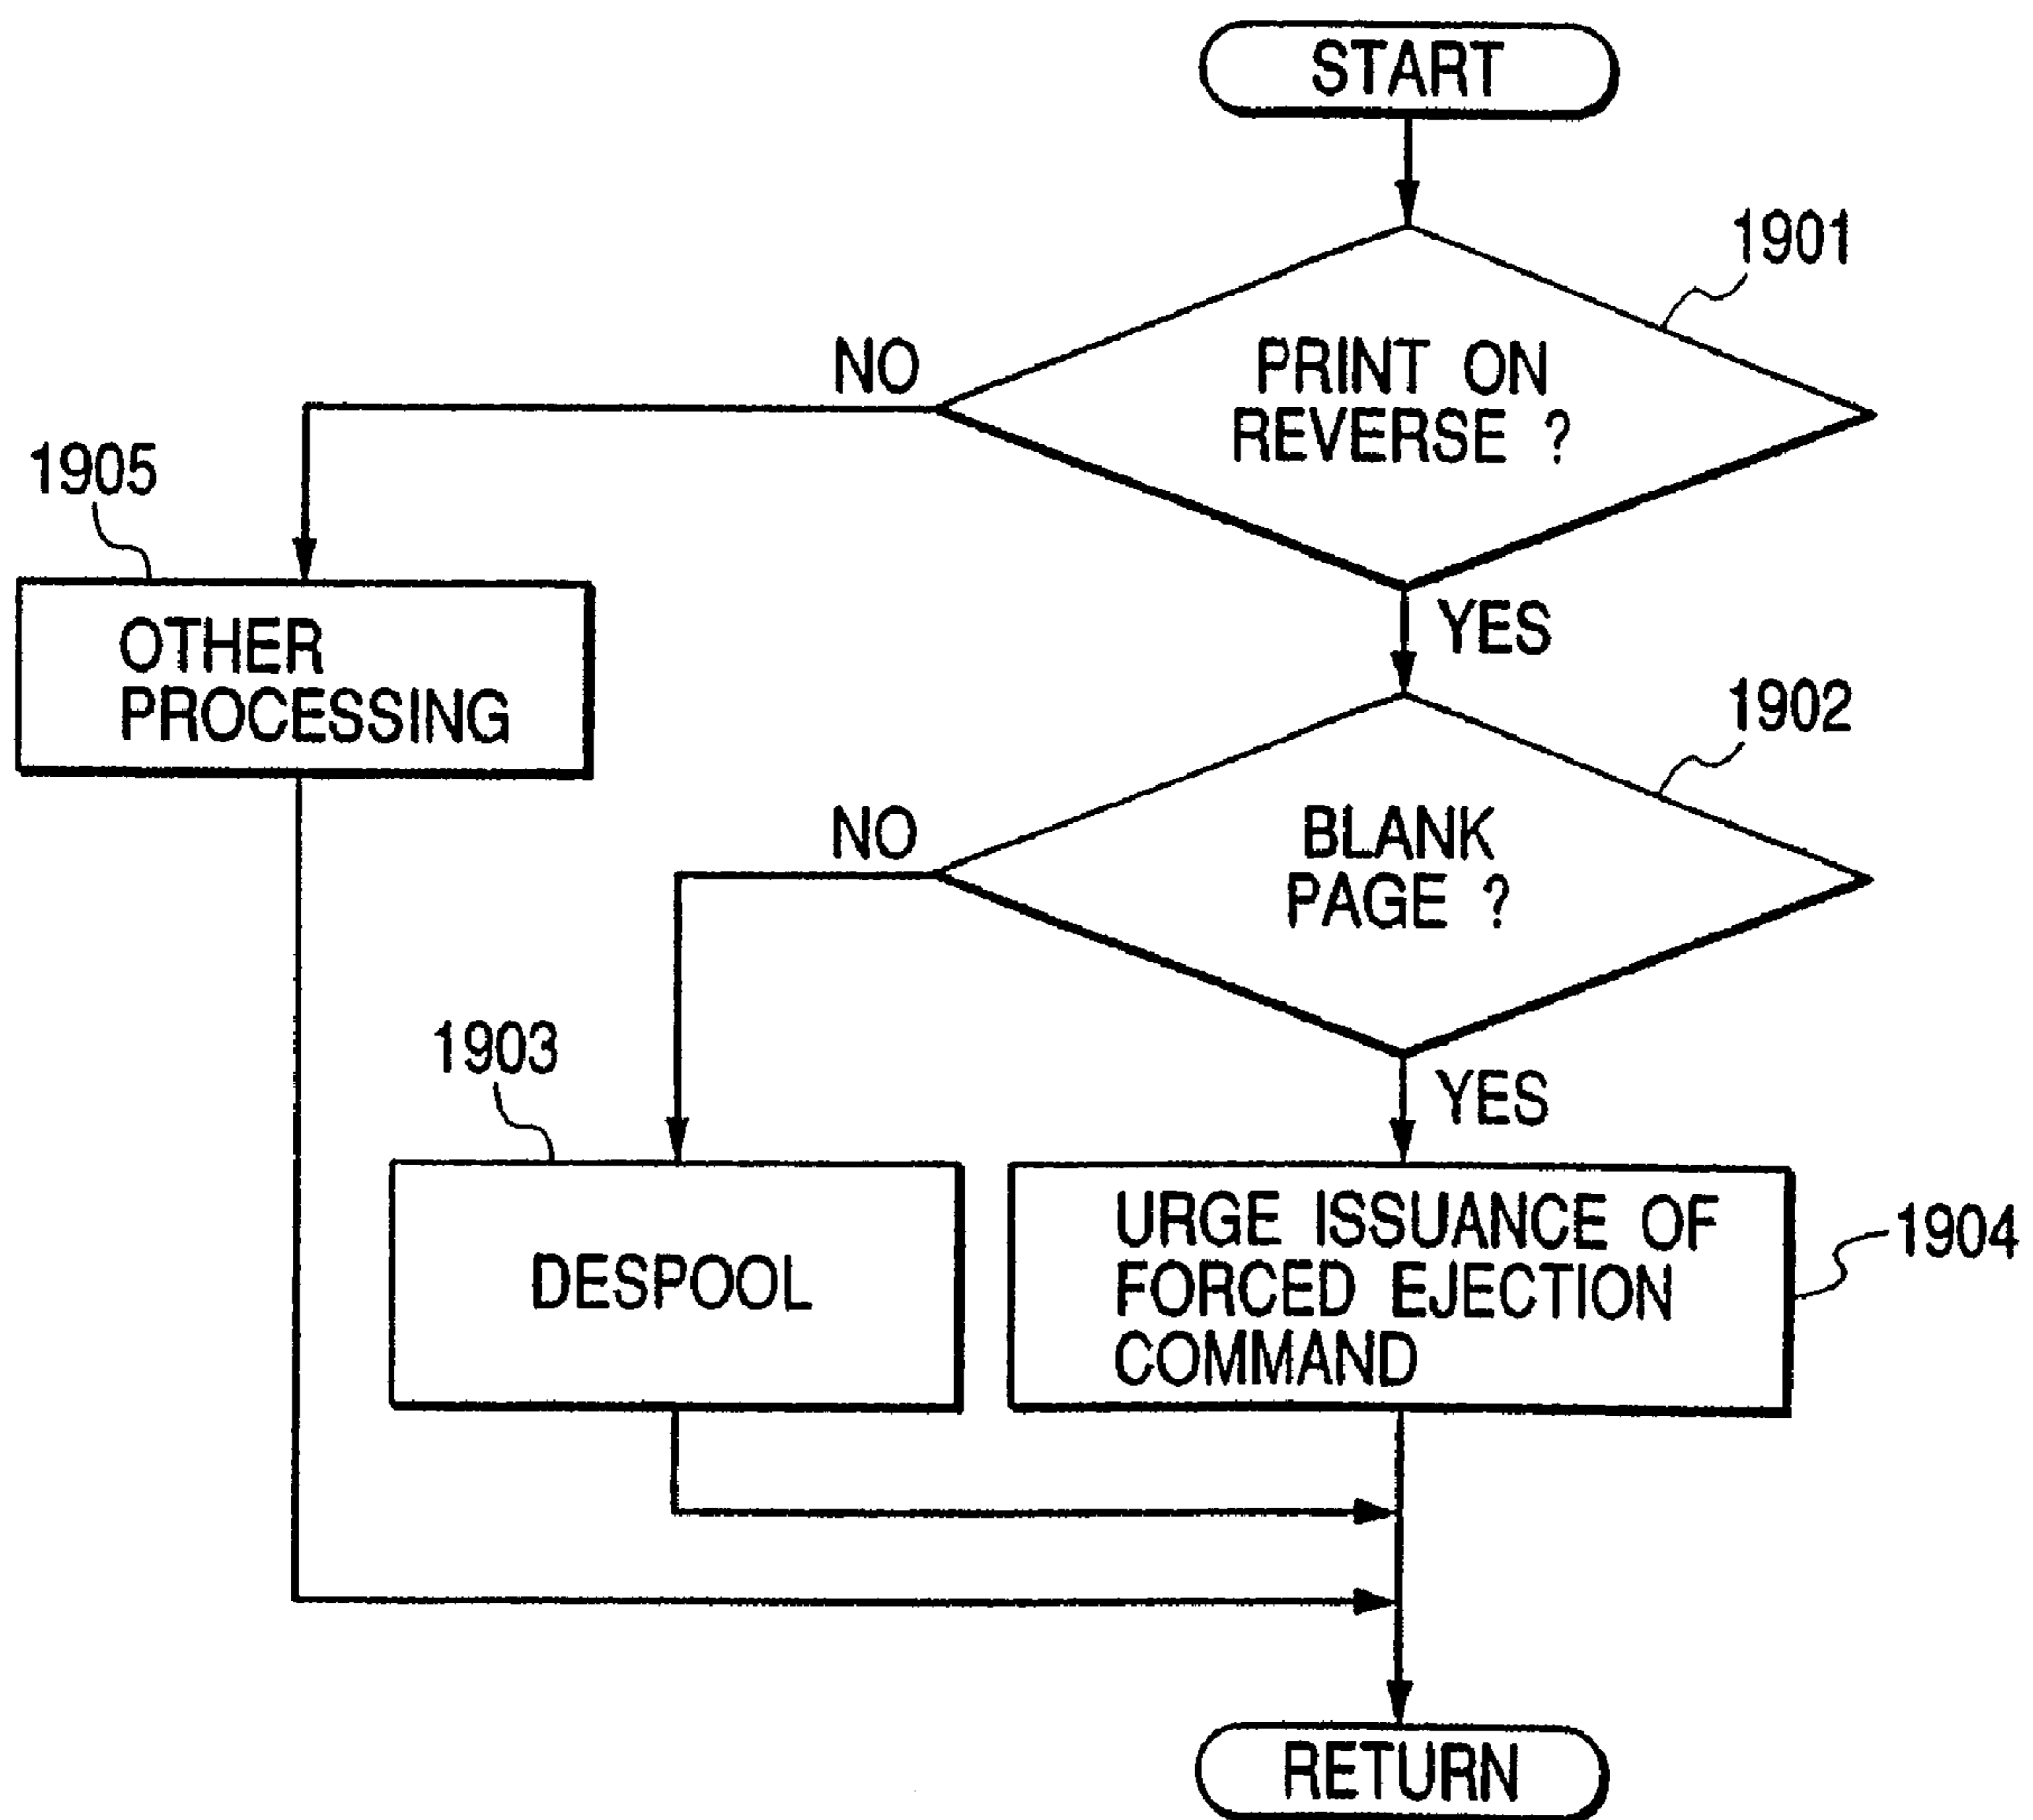 START
1901
PRINT ON
REVERSE ?
NO
YES
1905
OTHER
PROCESSING
1902
BLANK
PAGE ?
NO
YES
1903
DESPOOL
URGE ISSUANCE OF
FORCED EJECTION
COMMAND
1904
RETURN